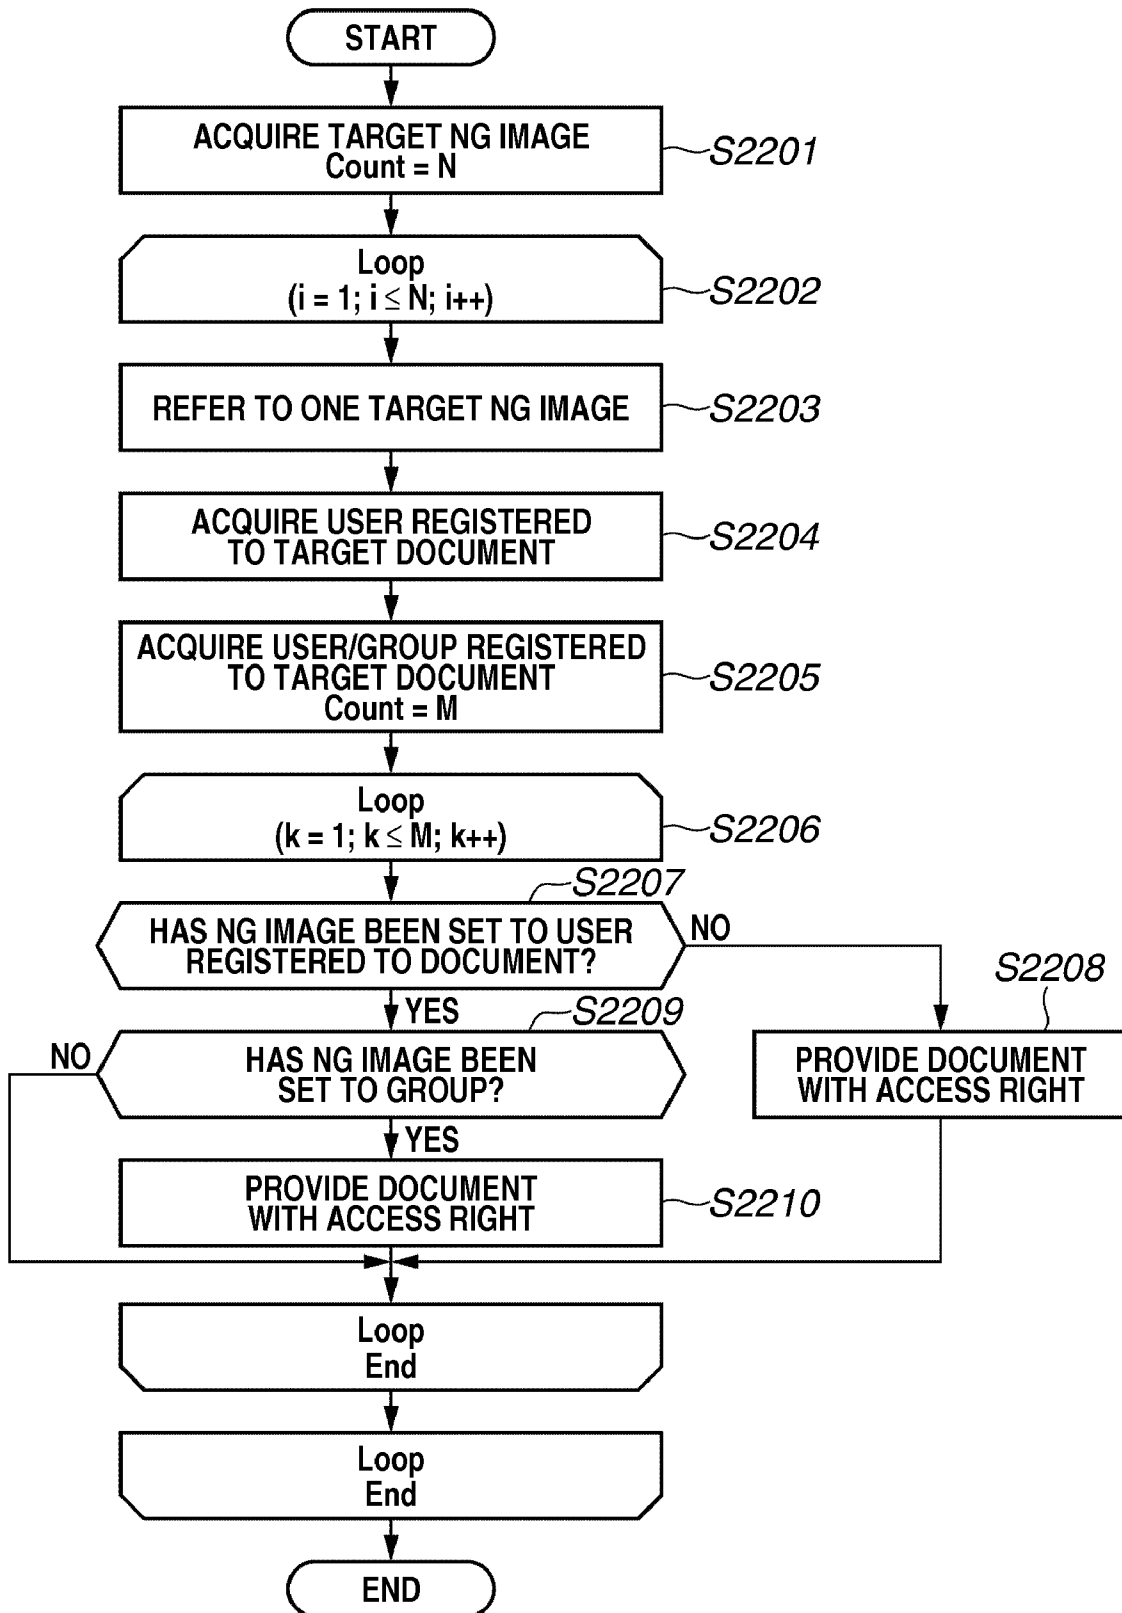 START
ACQUIRE TARGET NG IMAGE
Count = N
S2201
Loop
(i = 1; i ≤ N; i++)
S2202
REFER TO ONE TARGET NG IMAGE
S2203
ACQUIRE USER REGISTERED
TO TARGET DOCUMENT
S2204
ACQUIRE USER/GROUP REGISTERED
TO TARGET DOCUMENT
Count = M
S2205
Loop
(k = 1; k ≤ M; k++)
S2206
S2207
HAS NG IMAGE BEEN SET TO USER
REGISTERED TO DOCUMENT?
NO
YES
S2208
PROVIDE DOCUMENT
WITH ACCESS RIGHT
S2209
NO
HAS NG IMAGE BEEN
SET TO GROUP?
YES
PROVIDE DOCUMENT
WITH ACCESS RIGHT
S2210
Loop
End
Loop
End
END